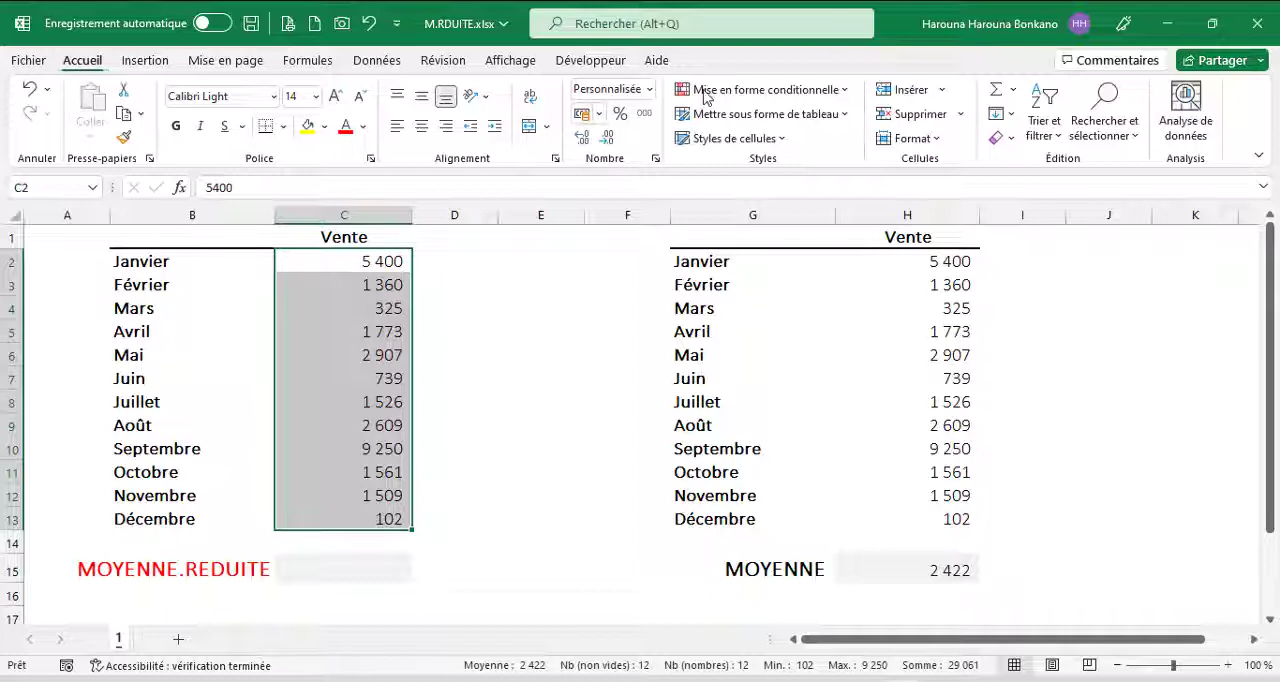 Enregistrement automatique M.RDUITE.xlsx Rechercher (Alt+Q) Harouna Harouna Bonkano HH
Fichier Accueil Insertion Mise en page Formules Données Révision Affichage Développeur Aide Commentaires Partager
Calibri Light 14 Personnalisée Mise en forme conditionnelle Insérer
Coller G I S % 000 Mettre sous forme de tableau Supprimer Trier et filtrer Rechercher et sélectionner Analyse de données
Styles de cellules Format
Annuler Presse-papiers Police Alignement Nombre Styles Cellules Édition Analysis
C2 fx 5400
A B C D E F G H I J K
1 Vente Vente
2 Janvier 5 400 Janvier 5 400
3 Février 1 360 Février 1 360
4 Mars 325 Mars 325
5 Avril 1 773 Avril 1 773
6 Mai 2 907 Mai 2 907
7 Juin 739 Juin 739
8 Juillet 1 526 Juillet 1 526
9 Août 2 609 Août 2 609
10 Septembre 9 250 Septembre 9 250
11 Octobre 1 561 Octobre 1 561
12 Novembre 1 509 Novembre 1 509
13 Décembre 102 Décembre 102
14
15 MOYENNE.REDUITE MOYENNE 2 422
16
17
1
Prêt Accessibilité : vérification terminée Moyenne : 2 422 Nb (non vides) : 12 Nb (nombres) : 12 Min. : 102 Max. : 9 250 Somme : 29 061 100 %